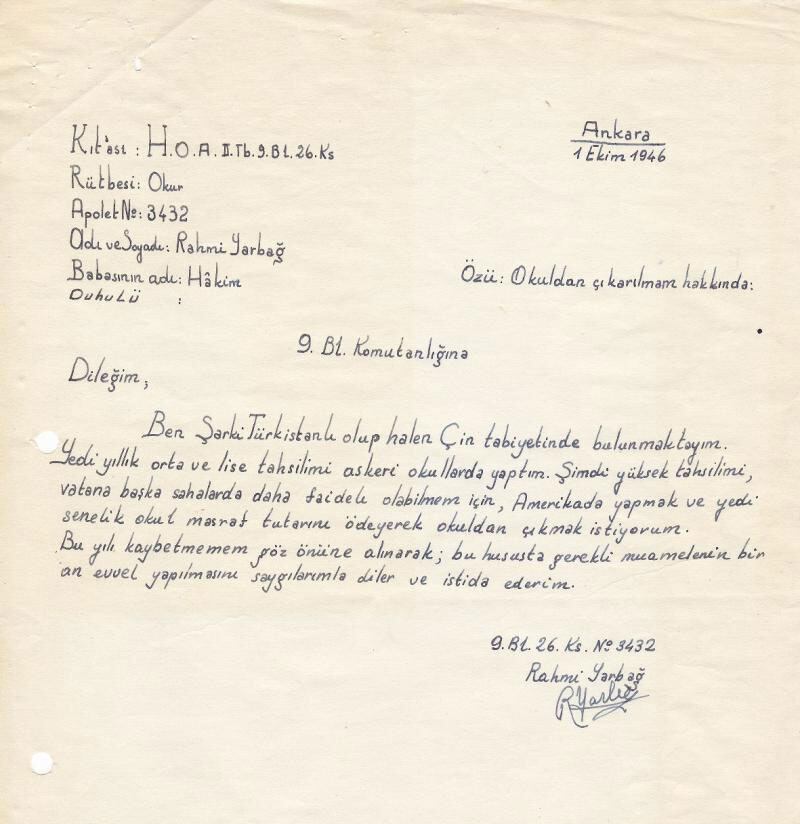 Ankara
1 Ekim 1946
Kıt'ası : H.O.A. II.Tb.9.Bl.26.Ks
Rütbesi: Okur
Apolet №: 3432
Adı ve Soyadı: Rahmi Yarbağ
Babasının adı: Hâkim
Duhulü :
Özü: Okuldan çıkarılmam hakkında:
9. Bl. Komutanlığına
Dileğim,
Ben Şarki Türkistanlı olup halen Çin tabiyetinde bulunmaktayım.
Yedi yıllık orta ve lise tahsilimi askeri okullarda yaptım. Şimdi yüksek tahsilimi,
vatana başka sahalarda daha faideli olabilmem için, Amerikada yapmak ve yedi
senelik okul masraf tutarını ödeyerek okuldan çıkmak istiyorum.
Bu yılı kaybetmemem göz önüne alınarak; bu hususta gerekli muamelenin bir
an evvel yapılmasını saygılarımla diler ve istida ederim.
9.Bl. 26. Ks. № 3432
Rahmi Yarbağ
R Yarbağ